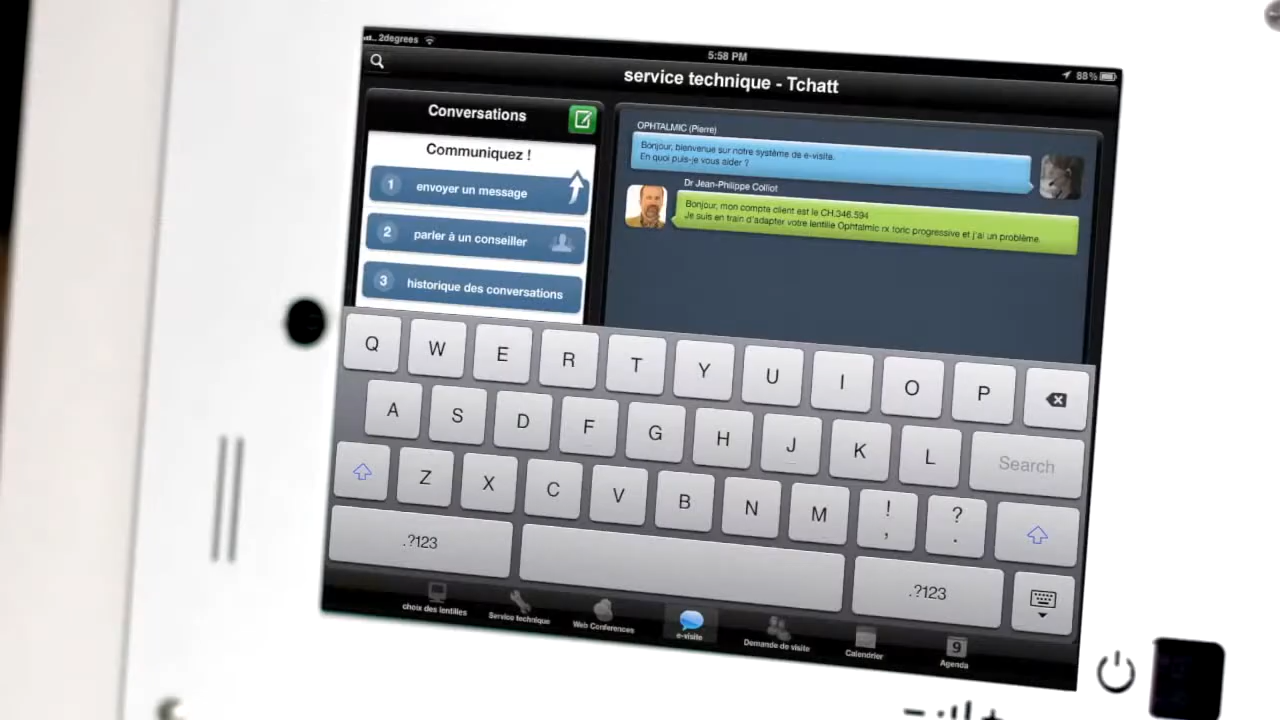 2degrees
5:58 PM
88%
service technique - Tchatt
Conversations
Communiquez !
1 envoyer un message
2 parler à un conseiller
3 historique des conversations
OPHTALMIC (Pierre)
Bonjour, bienvenue sur notre système de e-visite.
En quoi puis-je vous aider ?
Dr Jean-Philippe Colliot
Bonjour, mon compte client est le CH.346.594
Je suis en train d'adapter votre lentille Ophtalmic rx toric progressive et j'ai un problème.
Q W E R T Y U I O P
A S D F G H J K L Search
Z X C V B N M ! , ? .
.?123 .?123
choix des lentilles
Service technique
Web Conferences
e-visite
Demande de visite
Calendrier
9
Agenda